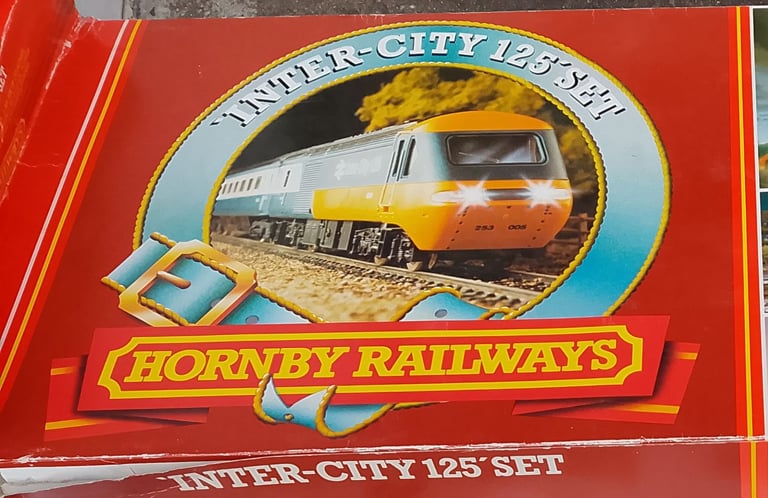 'INTER-CITY 125' SET
253 005
HORNBY RAILWAYS
'INTER-CITY 125' SET